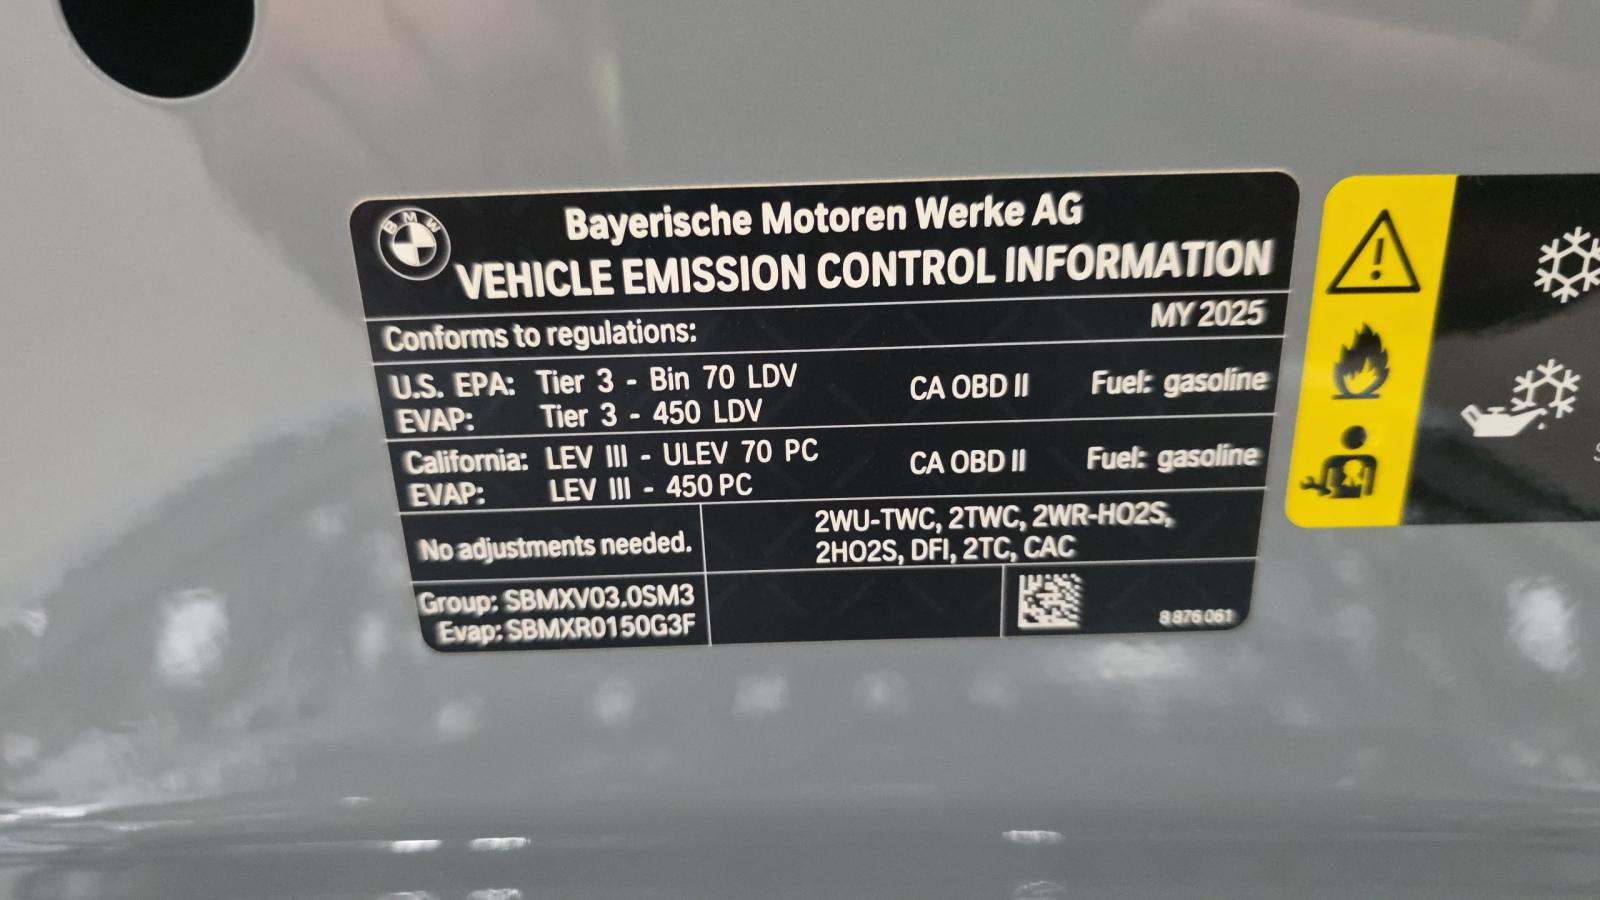 BMW
Bayerische Motoren Werke AG
VEHICLE EMISSION CONTROL INFORMATION
Conforms to regulations: MY 2025
U.S. EPA: Tier 3 - Bin 70 LDV CA OBD II Fuel: gasoline
EVAP: Tier 3 - 450 LDV
California: LEV III - ULEV 70 PC CA OBD II Fuel: gasoline
EVAP: LEV III - 450 PC
No adjustments needed.
2WU-TWC, 2TWC, 2WR-HO2S,
2HO2S, DFI, 2TC, CAC
Group: SBMXV03.0SM3
Evap: SBMXR0150G3F
8 876 061